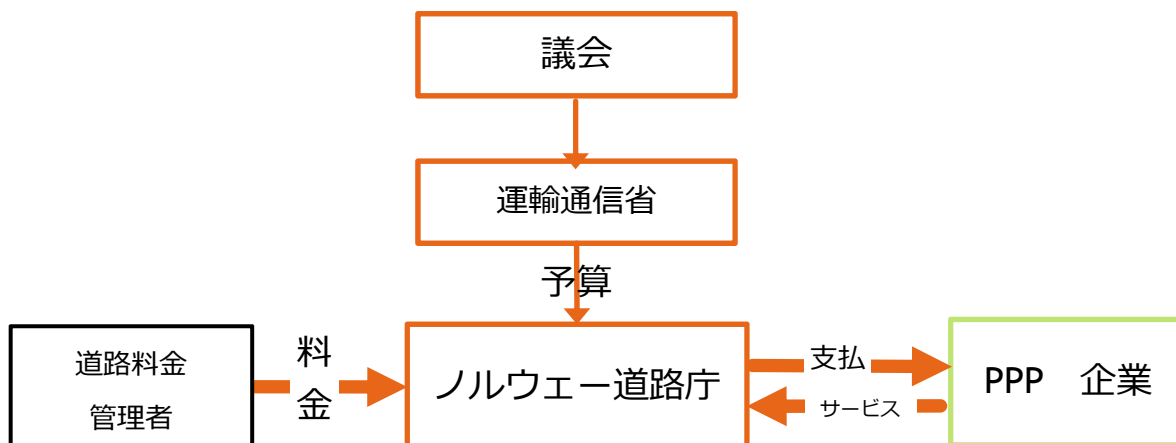 議会
運輸通信省
予算
道路料金
管理者
料
金
ノルウェー道路庁
支払
サービス
PPP　企業